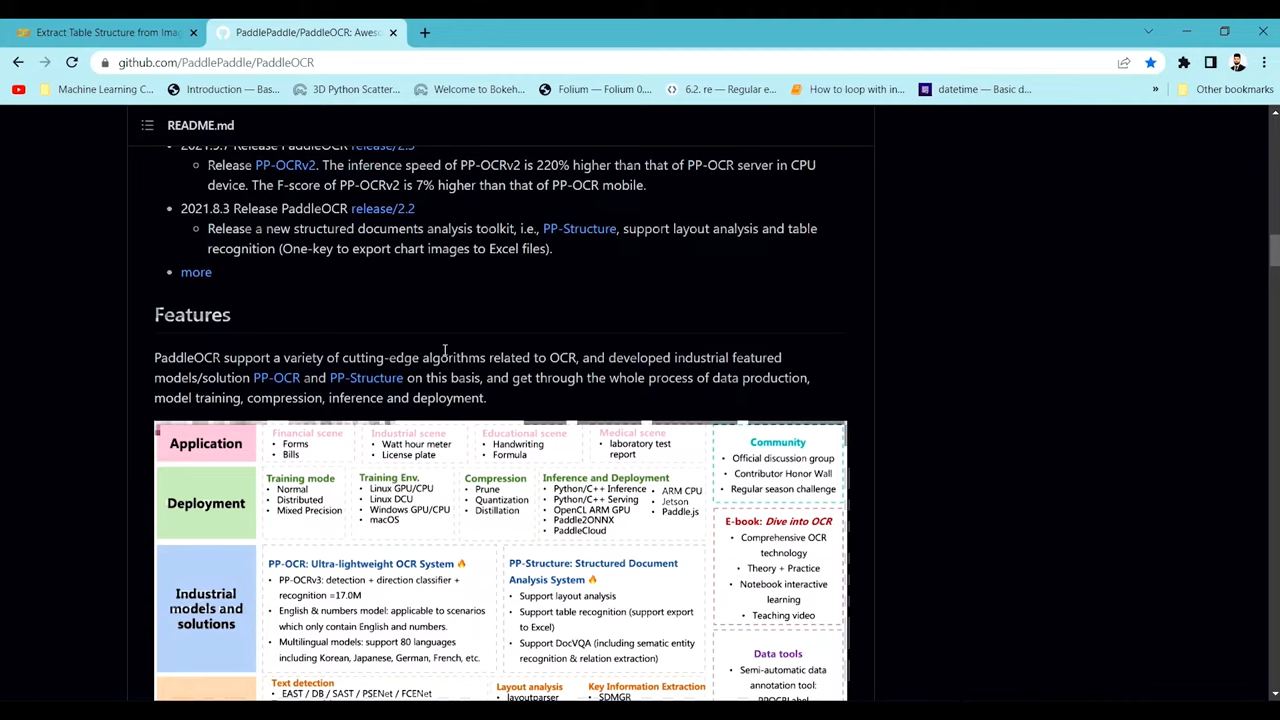 Extract Table Structure from Imag
PaddlePaddle/PaddleOCR: Aweso
github.com/PaddlePaddle/PaddleOCR
Machine Learning C...
Introduction — Bas...
3D Python Scatter...
Welcome to Bokeh...
Folium — Folium 0....
6.2. re — Regular e...
How to loop with in...
datetime — Basic d...
»
Other bookmarks
README.md
Release PP-OCRv2. The inference speed of PP-OCRv2 is 220% higher than that of PP-OCR server in CPU
device. The F-score of PP-OCRv2 is 7% higher than that of PP-OCR mobile.
2021.8.3 Release PaddleOCR release/2.2
Release a new structured documents analysis toolkit, i.e., PP-Structure, support layout analysis and table
recognition (One-key to export chart images to Excel files).
more
Features
PaddleOCR support a variety of cutting-edge algorithms related to OCR, and developed industrial featured
models/solution PP-OCR and PP-Structure on this basis, and get through the whole process of data production,
model training, compression, inference and deployment.
Application
Financial scene
• Forms
• Bills
Industrial scene
• Watt hour meter
• License plate
Educational scene
• Handwriting
• Formula
Medical scene
• laboratory test
report
Deployment
Training mode
• Normal
• Distributed
• Mixed Precision
Training Env.
• Linux GPU/CPU
• Linux DCU
• Windows GPU/CPU
• macOS
Compression
• Prune
• Quantization
• Distillation
Inference and Deployment
• Python/C++ Inference
• Python/C++ Serving
• OpenCL ARM GPU
• Paddle2ONNX
• PaddleCloud
• ARM CPU
• Jetson
• Paddle.js
Industrial
models and
solutions
PP-OCR: Ultra-lightweight OCR System
• PP-OCRv3: detection + direction classifier +
recognition =17.0M
• English & numbers model: applicable to scenarios
which only contain English and numbers.
• Multilingual models: support 80 languages
including Korean, Japanese, German, French, etc.
PP-Structure: Structured Document
Analysis System
• Support layout analysis
• Support table recognition (support export
to Excel)
• Support DocVQA (including sematic entity
recognition & relation extraction)
Text detection
• EAST / DB / SAST / PSENet / FCENet
Layout analysis
• layoutparser
Key Information Extraction
• SDMGR
Community
• Official discussion group
• Contributor Honor Wall
• Regular season challenge
E-book: Dive into OCR
• Comprehensive OCR
technology
• Theory + Practice
• Notebook interactive
learning
• Teaching video
Data tools
• Semi-automatic data
annotation tool: